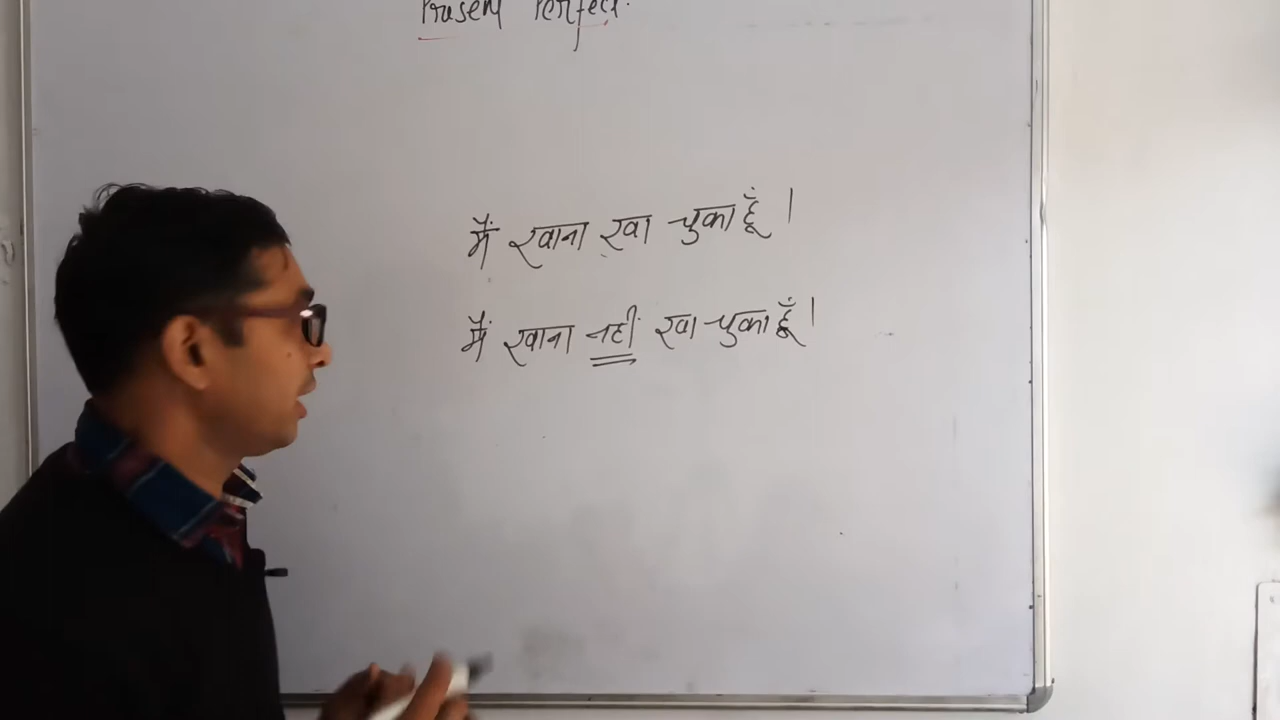 Present Perfect.
मैं खाना खा चुका हूँ।
मैं खाना नहीं खा चुका हूँ।